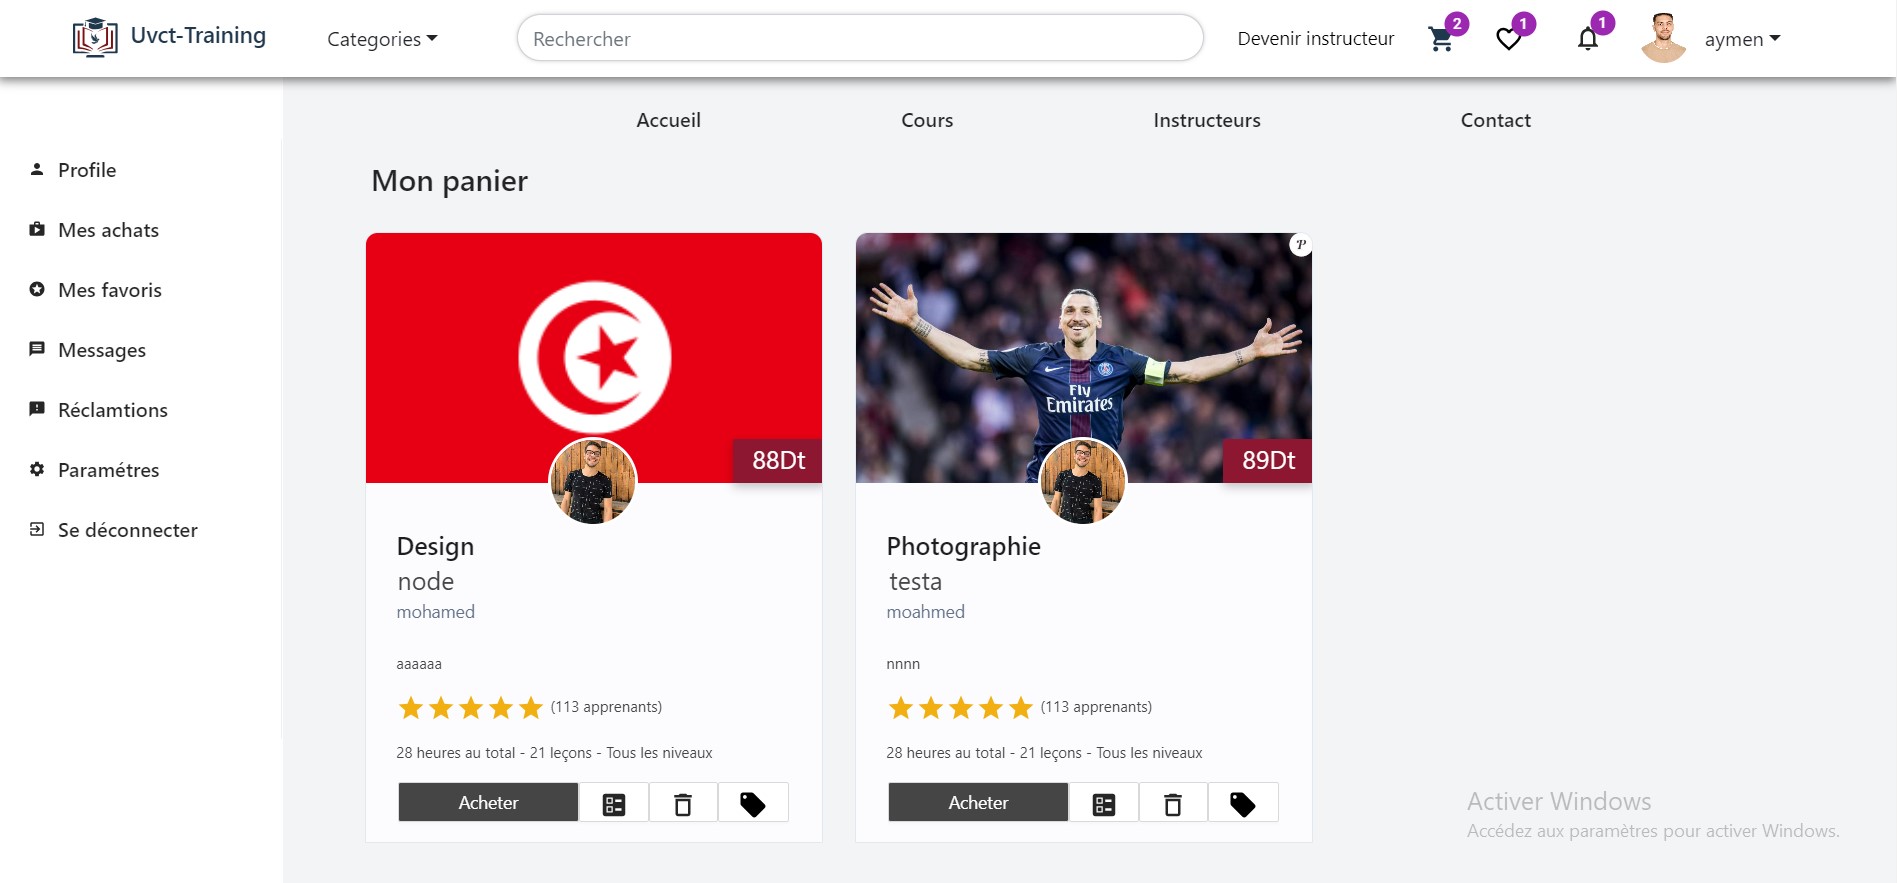 Uvct-Training
Categories
Rechercher
Devenir instructeur
2
1
1
aymen
Accueil
Cours
Instructeurs
Contact
Profile
Mes achats
Mes favoris
Messages
Réclamtions
Paramétres
Se déconnecter
Mon panier
88Dt
Design
node
mohamed
aaaaaa
(113 apprenants)
28 heures au total - 21 leçons - Tous les niveaux
Acheter
P
Fly
Emirates
89Dt
Photographie
testa
moahmed
nnnn
(113 apprenants)
28 heures au total - 21 leçons - Tous les niveaux
Acheter
Activer Windows
Accédez aux paramètres pour activer Windows.